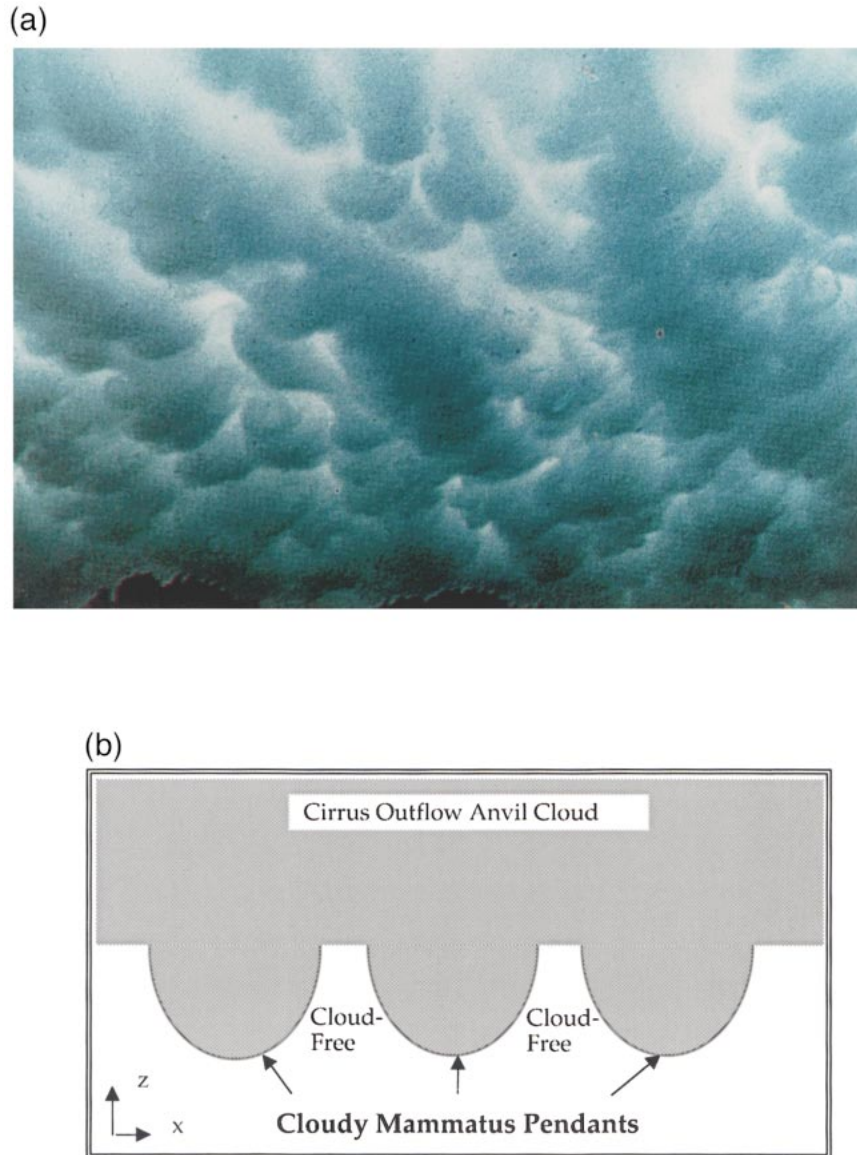 (a)
(b)
Cirrus Outflow Anvil Cloud
Cloud-
Free
Cloud-
Free
z
x
Cloudy Mammatus Pendants